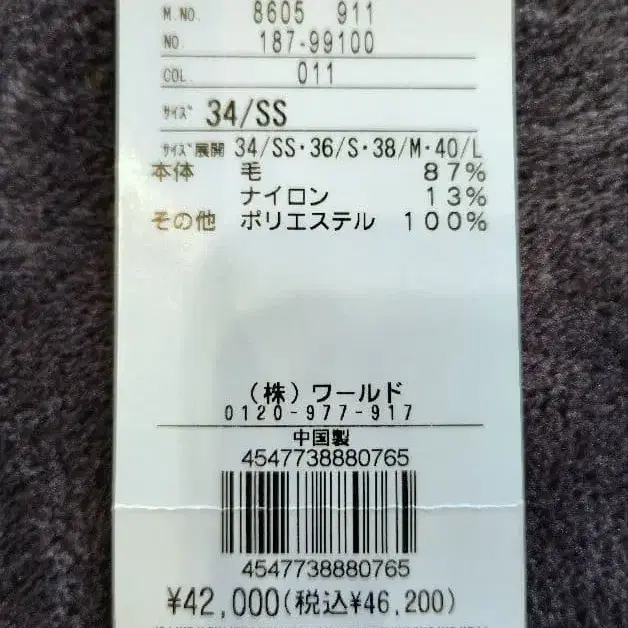 M.NO. 8605 911
NO. 187-99100
COL. 011
ｻｲｽﾞ 34/SS
ｻｲｽﾞ展開 34/SS・36/S・38/M・40/L
本体 毛 87%
ナイロン 13%
その他 ポリエステル 100%
(株)ワールド
0120-977-917
中国製
4547738880765
4547738880765
¥42,000(税込¥46,200)